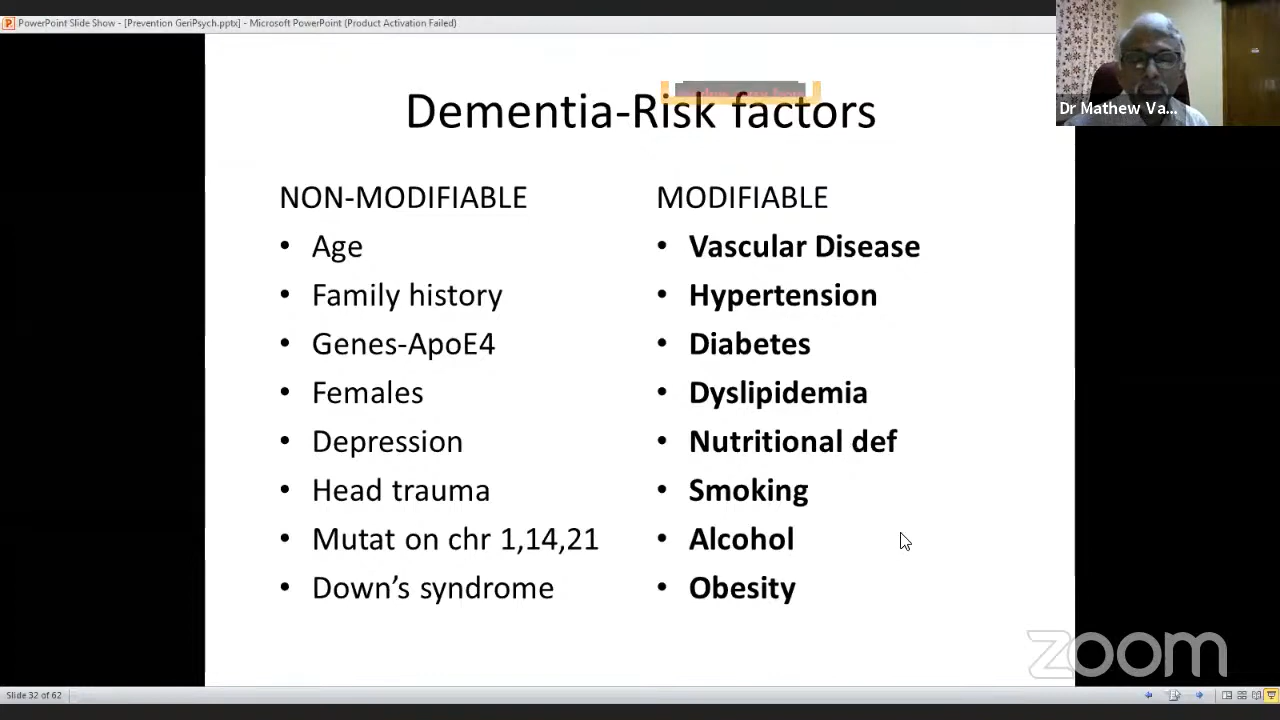 PowerPoint Slide Show - [Prevention GeriPsych.pptx] - Microsoft PowerPoint (Product Activation Failed)
Dr Mathew Va...
Dementia-Risk factors
NON-MODIFIABLE
• Age
• Family history
• Genes-ApoE4
• Females
• Depression
• Head trauma
• Mutat on chr 1,14,21
• Down’s syndrome
MODIFIABLE
• Vascular Disease
• Hypertension
• Diabetes
• Dyslipidemia
• Nutritional def
• Smoking
• Alcohol
• Obesity
zoom
Slide 32 of 62